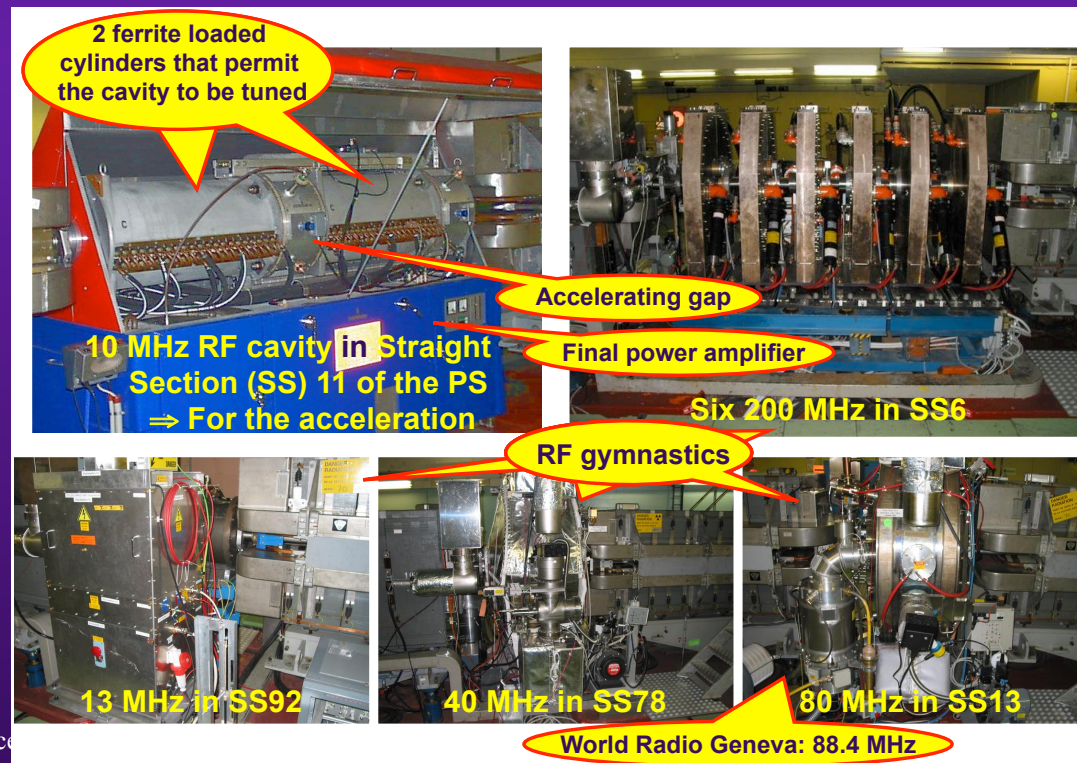 2 ferrite loaded
cylinders that permit
the cavity to be tuned
Accelerating gap
Final power amplifier
10 MHz RF cavity in Straight
Section (SS) 11 of the PS
⇒ For the acceleration
Six 200 MHz in SS6
RF gymnastics
13 MHz in SS92
40 MHz in SS78
80 MHz in SS13
World Radio Geneva: 88.4 MHz